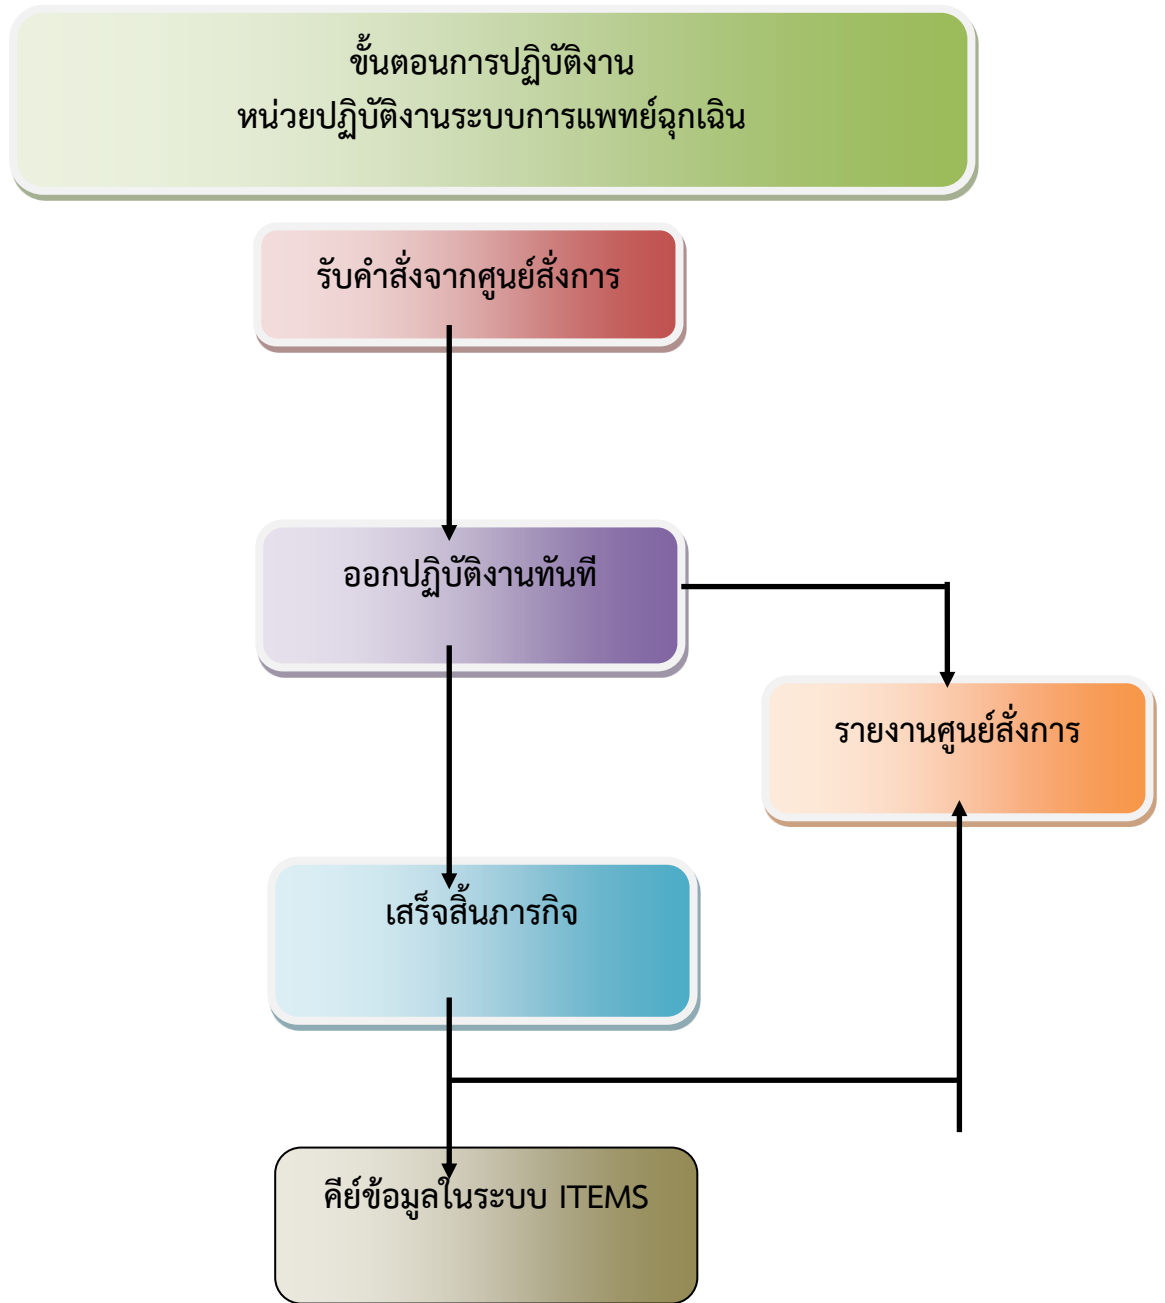 ขั้นตอนการปฏิบัติงาน
หน่วยปฏิบัติงานระบบการแพทย์ฉุกเฉิน
รับคำสั่งจากศูนย์สั่งการ
ออกปฏิบัติงานทันที
รายงานศูนย์สั่งการ
เสร็จสิ้นภารกิจ
คีย์ข้อมูลในระบบ ITEMS